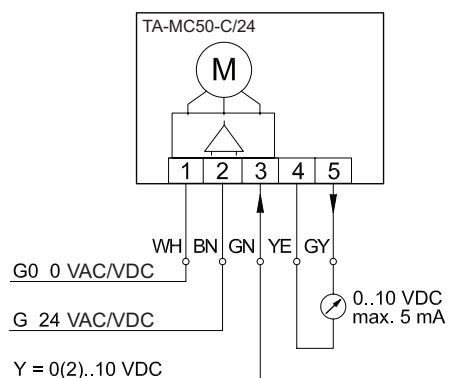 TA-MC50-C/24
M
1 2 3 4 5
WH BN GN YE GY
G0 0 VAC/VDC
0..10 VDC
max. 5 mA
G 24 VAC/VDC
Y = 0(2)..10 VDC